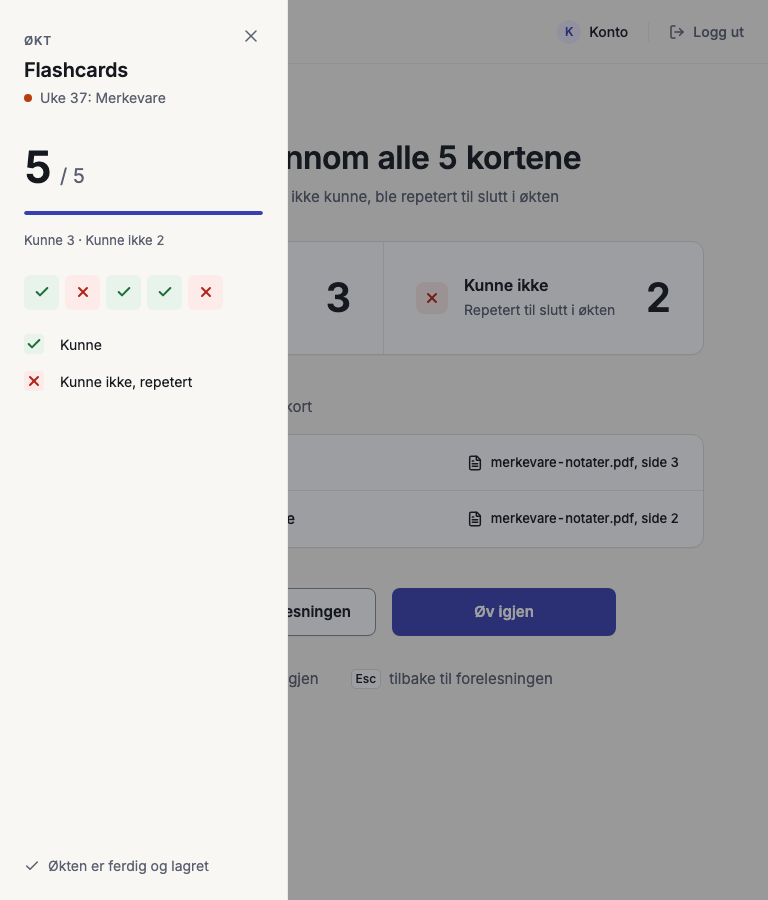 ØKT
Flashcards
Uke 37: Merkevare
5 / 5
Kunne 3 · Kunne ikke 2
Kunne
Kunne ikke, repetert
Økten er ferdig og lagret
K Konto
Logg ut
nnom alle 5 kortene
ikke kunne, ble repetert til slutt i økten
3
Kunne ikke
Repetert til slutt i økten
2
kort
merkevare-notater.pdf, side 3
e
merkevare-notater.pdf, side 2
esningen
Øv igjen
gjen
Esc tilbake til forelesningen